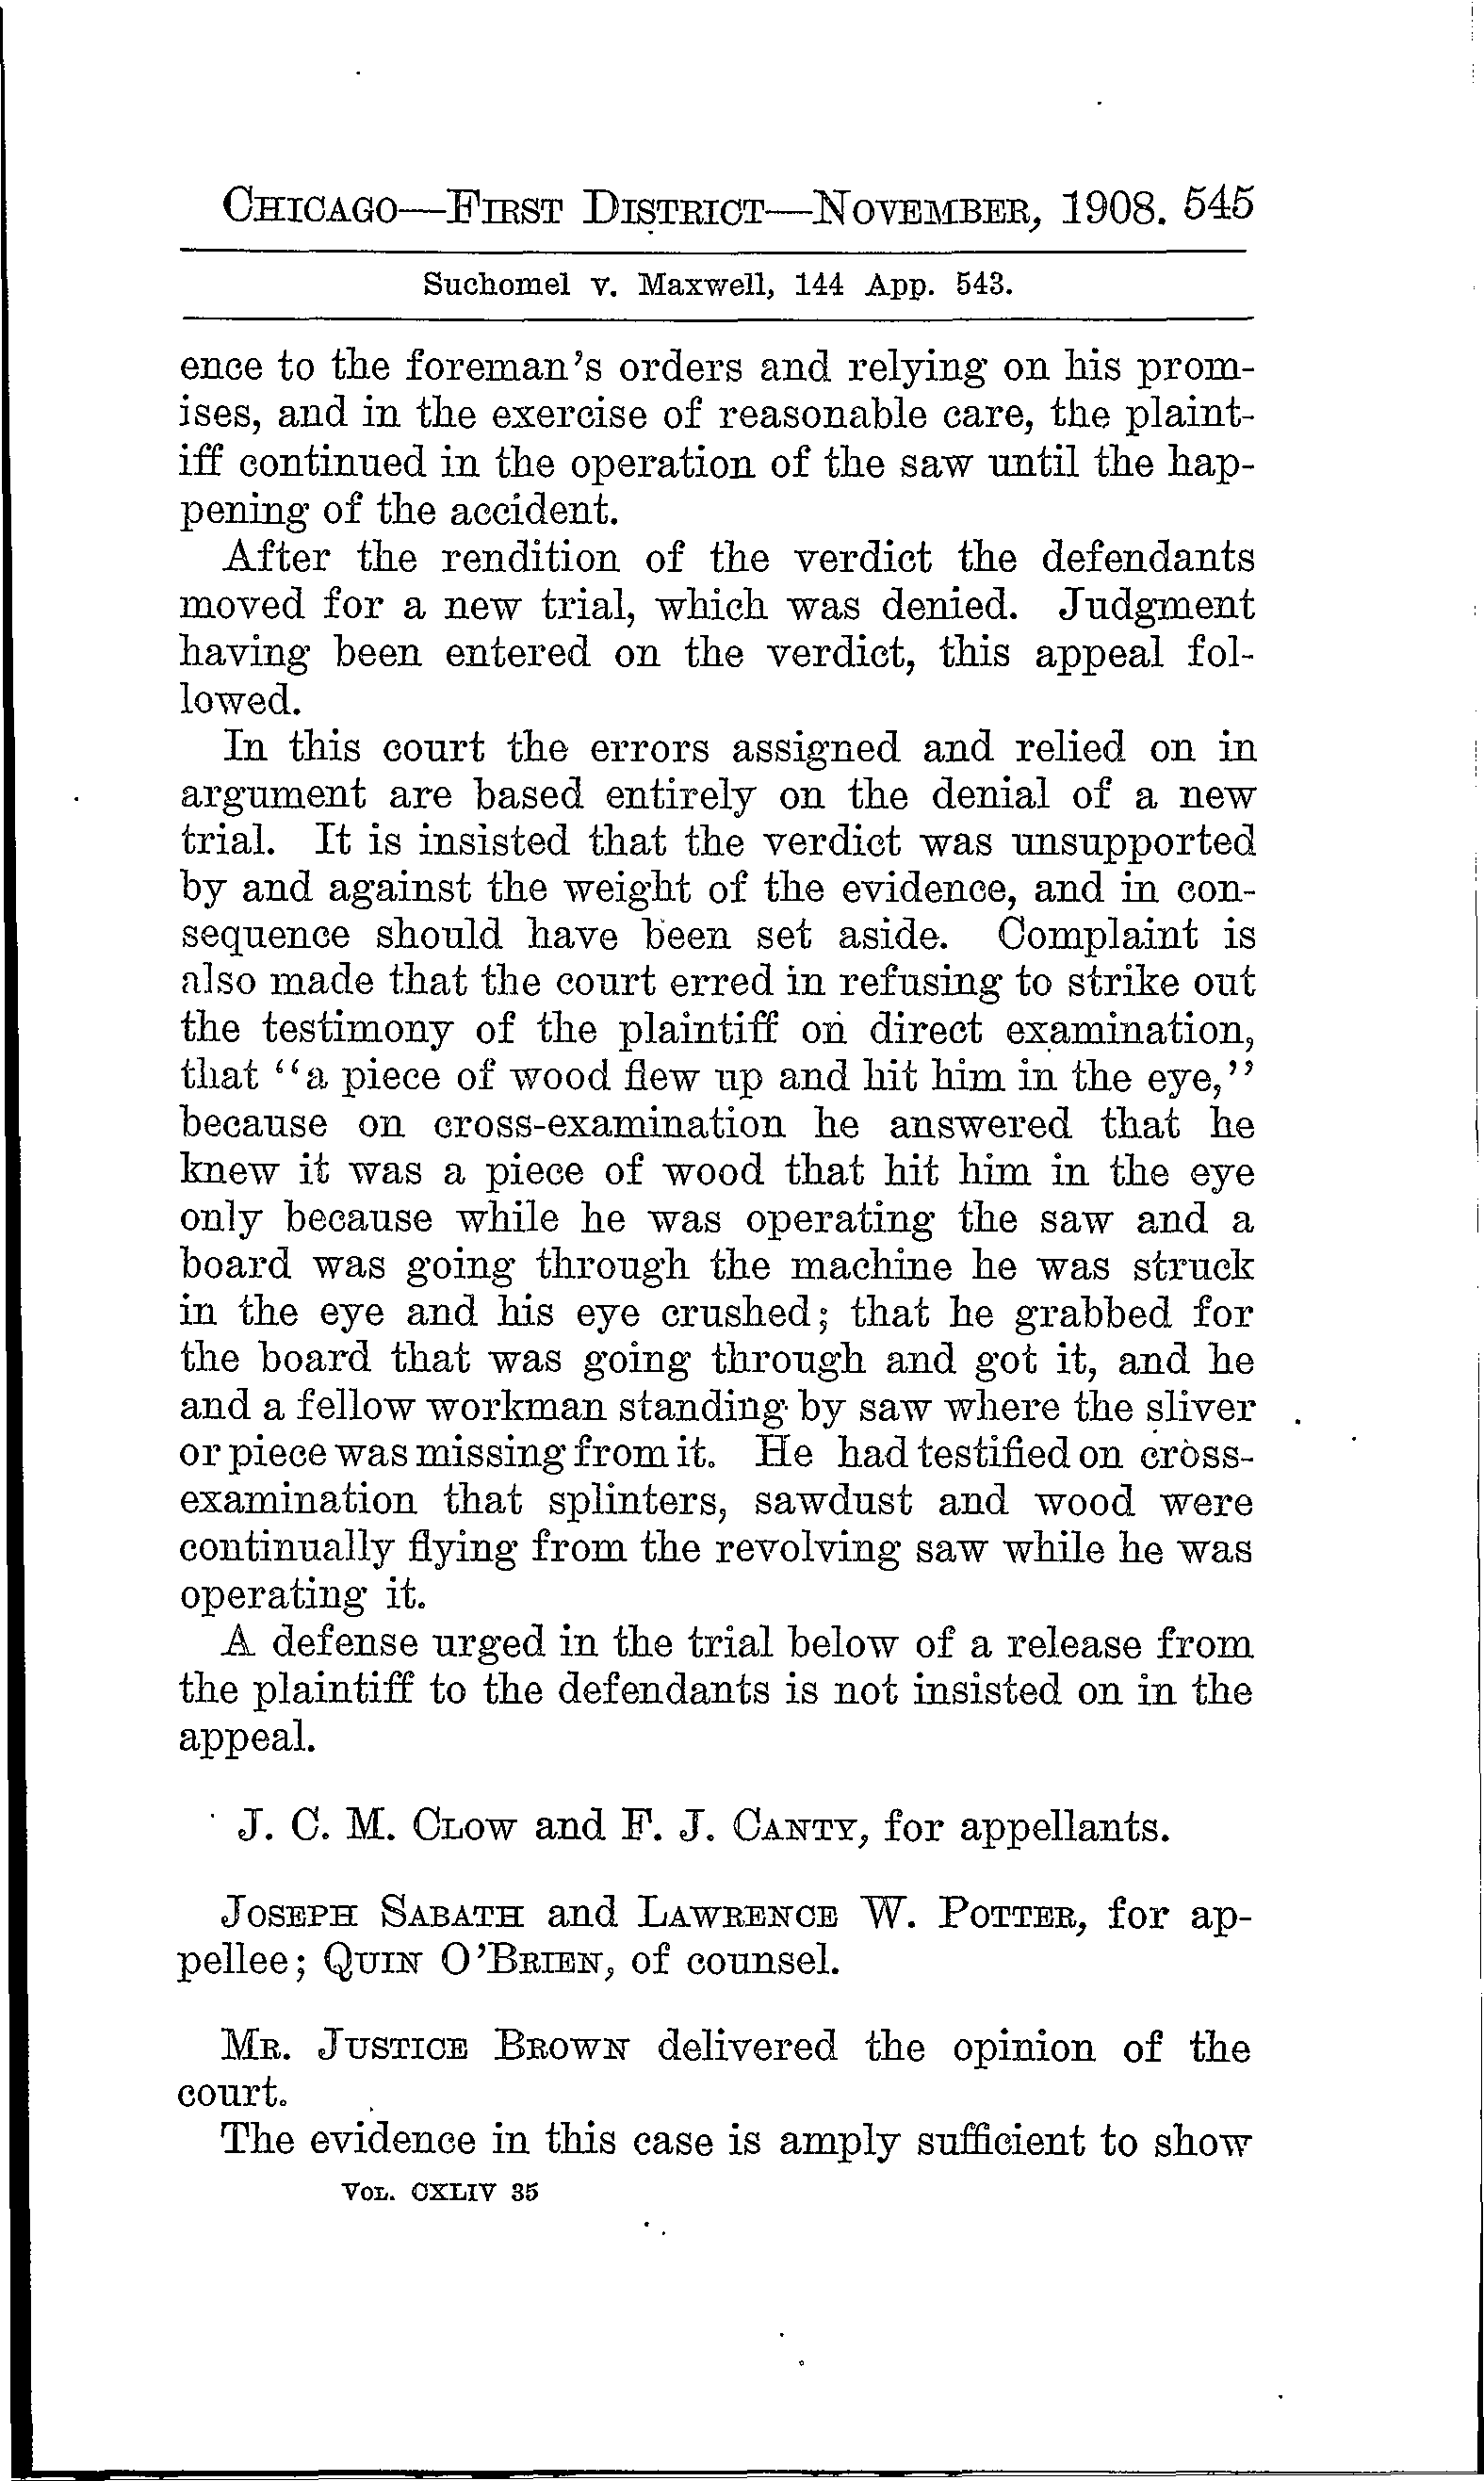 CHICAGO—FIRST DISTRICT—NOVEMBER, 1908. 545
Suchomel v. Maxwell, 144 App. 543.
ence to the foreman's orders and relying on his prom-
ises, and in the exercise of reasonable care, the plaint-
iff continued in the operation of the saw until the hap-
pening of the accident.
After the rendition of the verdict the defendants
moved for a new trial, which was denied. Judgment
having been entered on the verdict, this appeal fol-
lowed.
In this court the errors assigned and relied on in
argument are based entirely on the denial of a new
trial. It is insisted that the verdict was unsupported
by and against the weight of the evidence, and in con-
sequence should have been set aside. Complaint is
also made that the court erred in refusing to strike out
the testimony of the plaintiff on direct examination,
that "a piece of wood flew up and hit him in the eye,"
because on cross-examination he answered that he
knew it was a piece of wood that hit him in the eye
only because while he was operating the saw and a
board was going through the machine he was struck
in the eye and his eye crushed; that he grabbed for
the board that was going through and got it, and he
and a fellow workman standing by saw where the sliver
or piece was missing from it. He had testified on cross-
examination that splinters, sawdust and wood were
continually flying from the revolving saw while he was
operating it.
A defense urged in the trial below of a release from
the plaintiff to the defendants is not insisted on in the
appeal.
J. C. M. CLOW and F. J. CANTY, for appellants.
JOSEPH SABATH and LAWRENCE W. POTTER, for ap-
pellee; QUIN O'BRIEN, of counsel.
MR. JUSTICE BROWN delivered the opinion of the
court.
The evidence in this case is amply sufficient to show
VOL. CXLIV 35